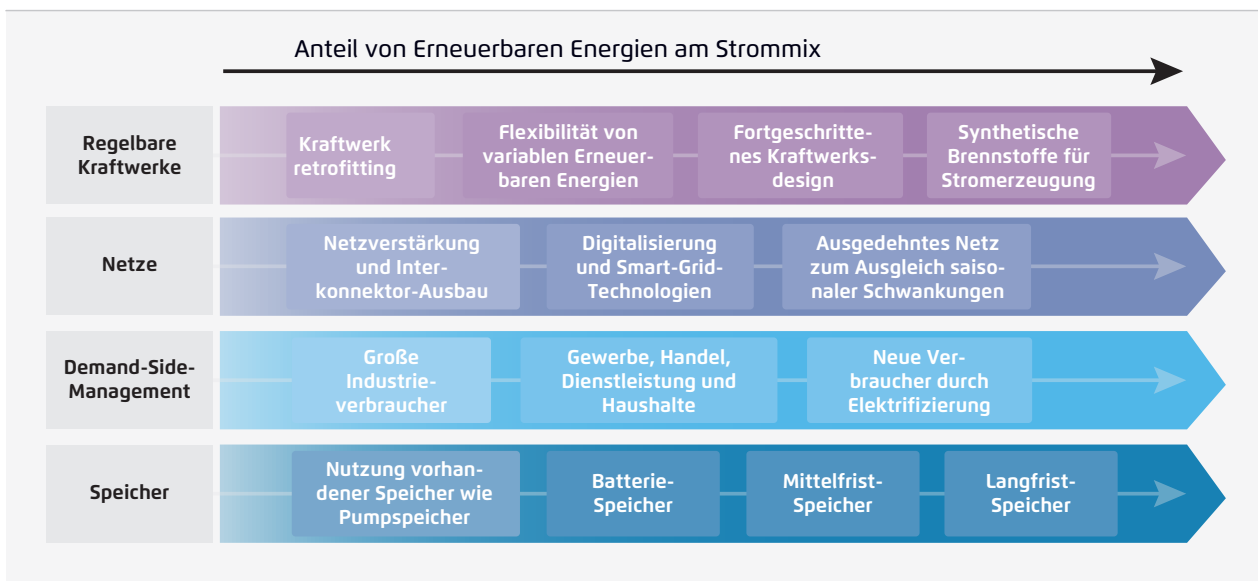 Anteil von Erneuerbaren Energien am Strommix
Regelbare
Kraftwerke
Kraftwerk
retrofitting
Flexibilität von
variablen Erneuer-
baren Energien
Fortgeschritte-
nes Kraftwerks-
design
Synthetische
Brennstoffe für
Stromerzeugung
Netze
Netzverstärkung
und Inter-
konnektor-Ausbau
Digitalisierung
und Smart-Grid-
Technologien
Ausgedehntes Netz
zum Ausgleich saiso-
naler Schwankungen
Demand-Side-
Management
Große
Industrie-
verbraucher
Gewerbe, Handel,
Dienstleistung und
Haushalte
Neue Ver-
braucher durch
Elektrifizierung
Speicher
Nutzung vorhan-
dener Speicher wie
Pumpspeicher
Batterie-
Speicher
Mittelfrist-
Speicher
Langfrist-
Speicher